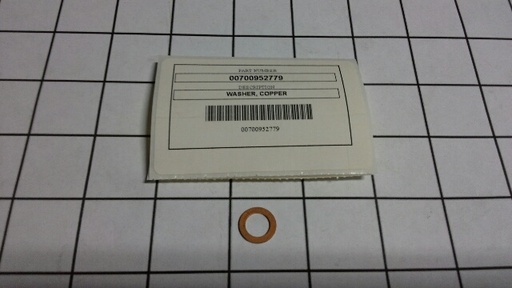 PART NUMBER
00700952779
DESCRIPTION
WASHER, COPPER
00700952779